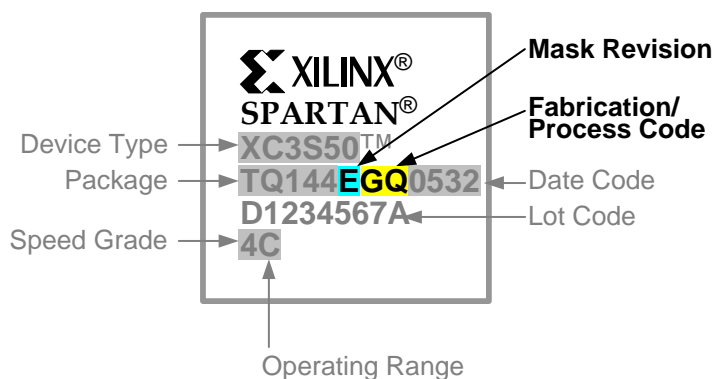 XILINX®
SPARTAN®
Mask Revision
Fabrication/
Process Code
Device Type
XC3S50™
Package
TQ144EGQ0532
Date Code
D1234567A
Lot Code
Speed Grade
4C
Operating Range